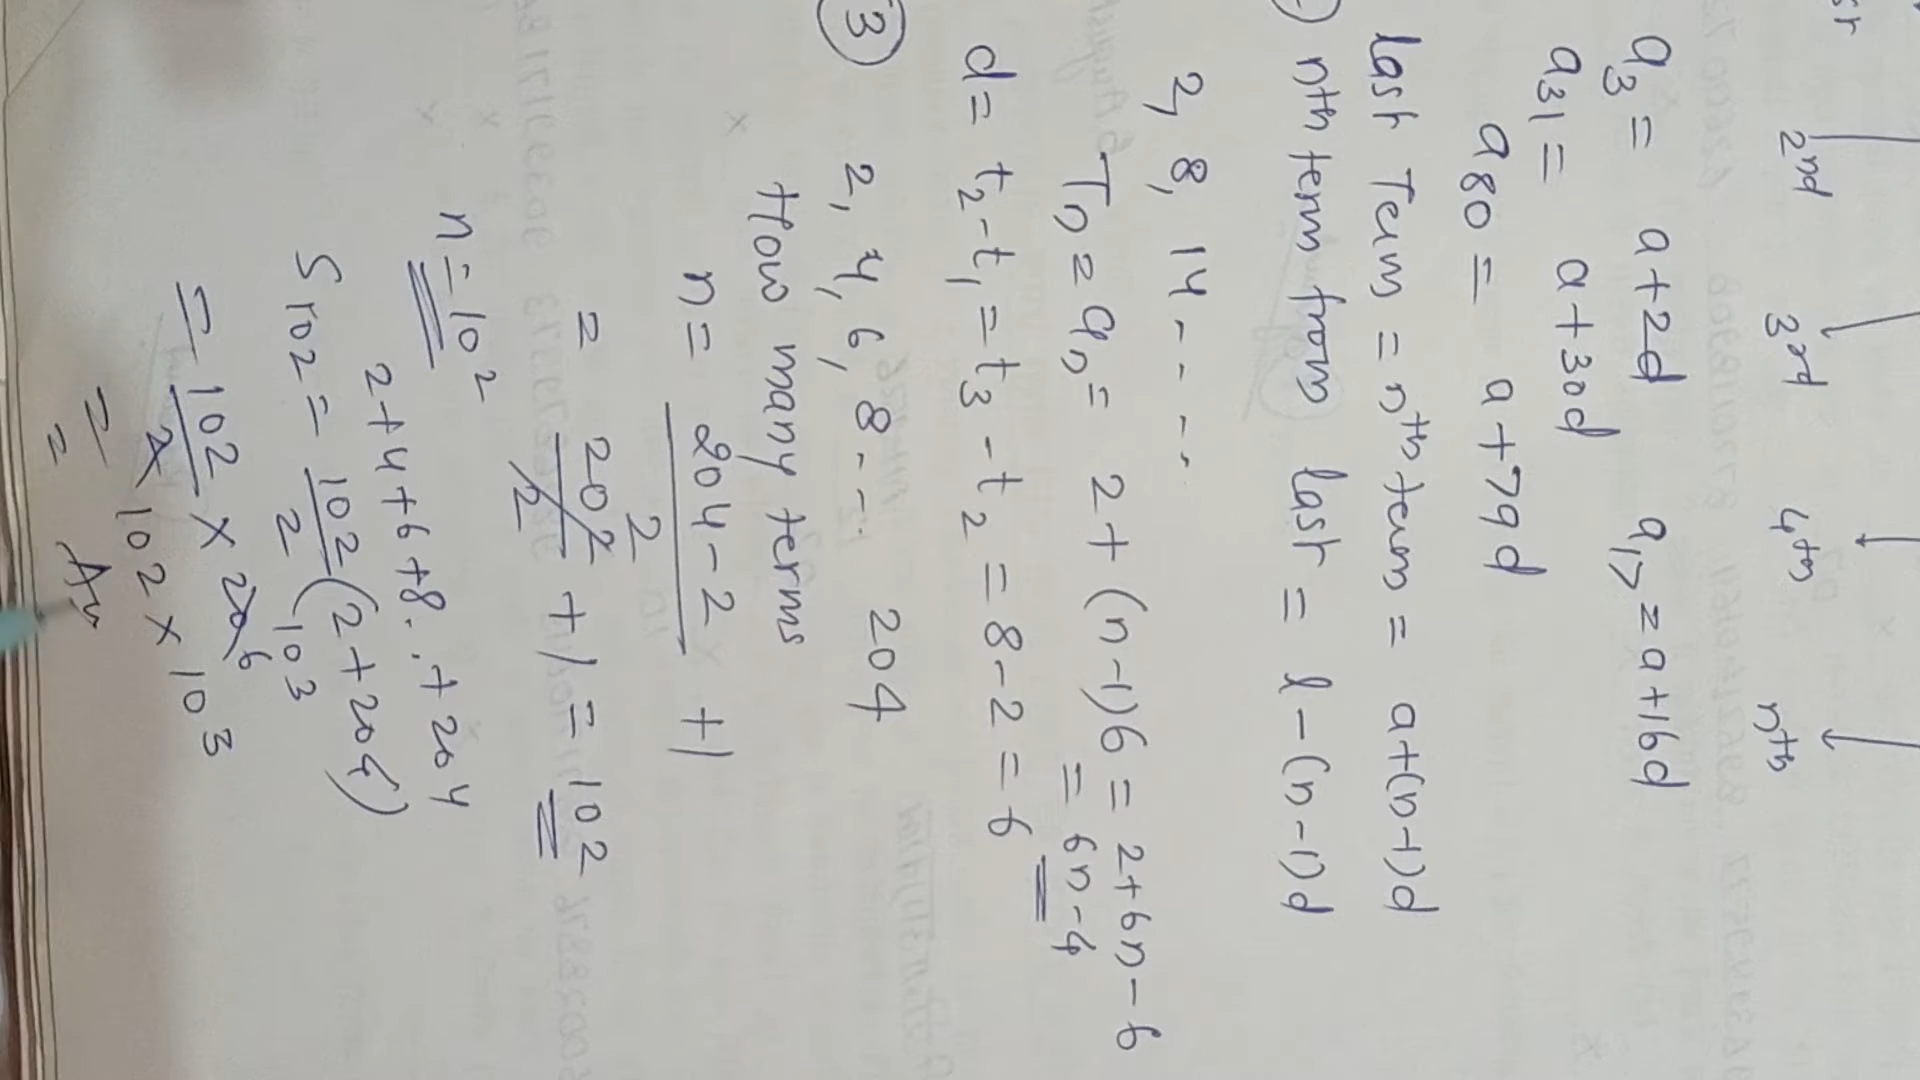 2nd 3rd 4th nth
a3 = a+2d a17 = a+16d
a31 = a+30d
a80 = a+79d
last Term = nth term = a+(n-1)d
nth term from last = l-(n-1)d
2, 8, 14 - - - -
Tn = an = 2+(n-1)6 = 2+6n-6
= 6n-4
d = t2-t1 = t3-t2 = 8-2 = 6
3 2, 4, 6, 8 - - . 204
How many terms
n = 204-2 / 2 +1
= 202/2 +1 = 102
n = 102
2+4+6+8. .+204
S102 = 102/2 (2+204)
= 102/2 × 206 103
= 102 × 103
=